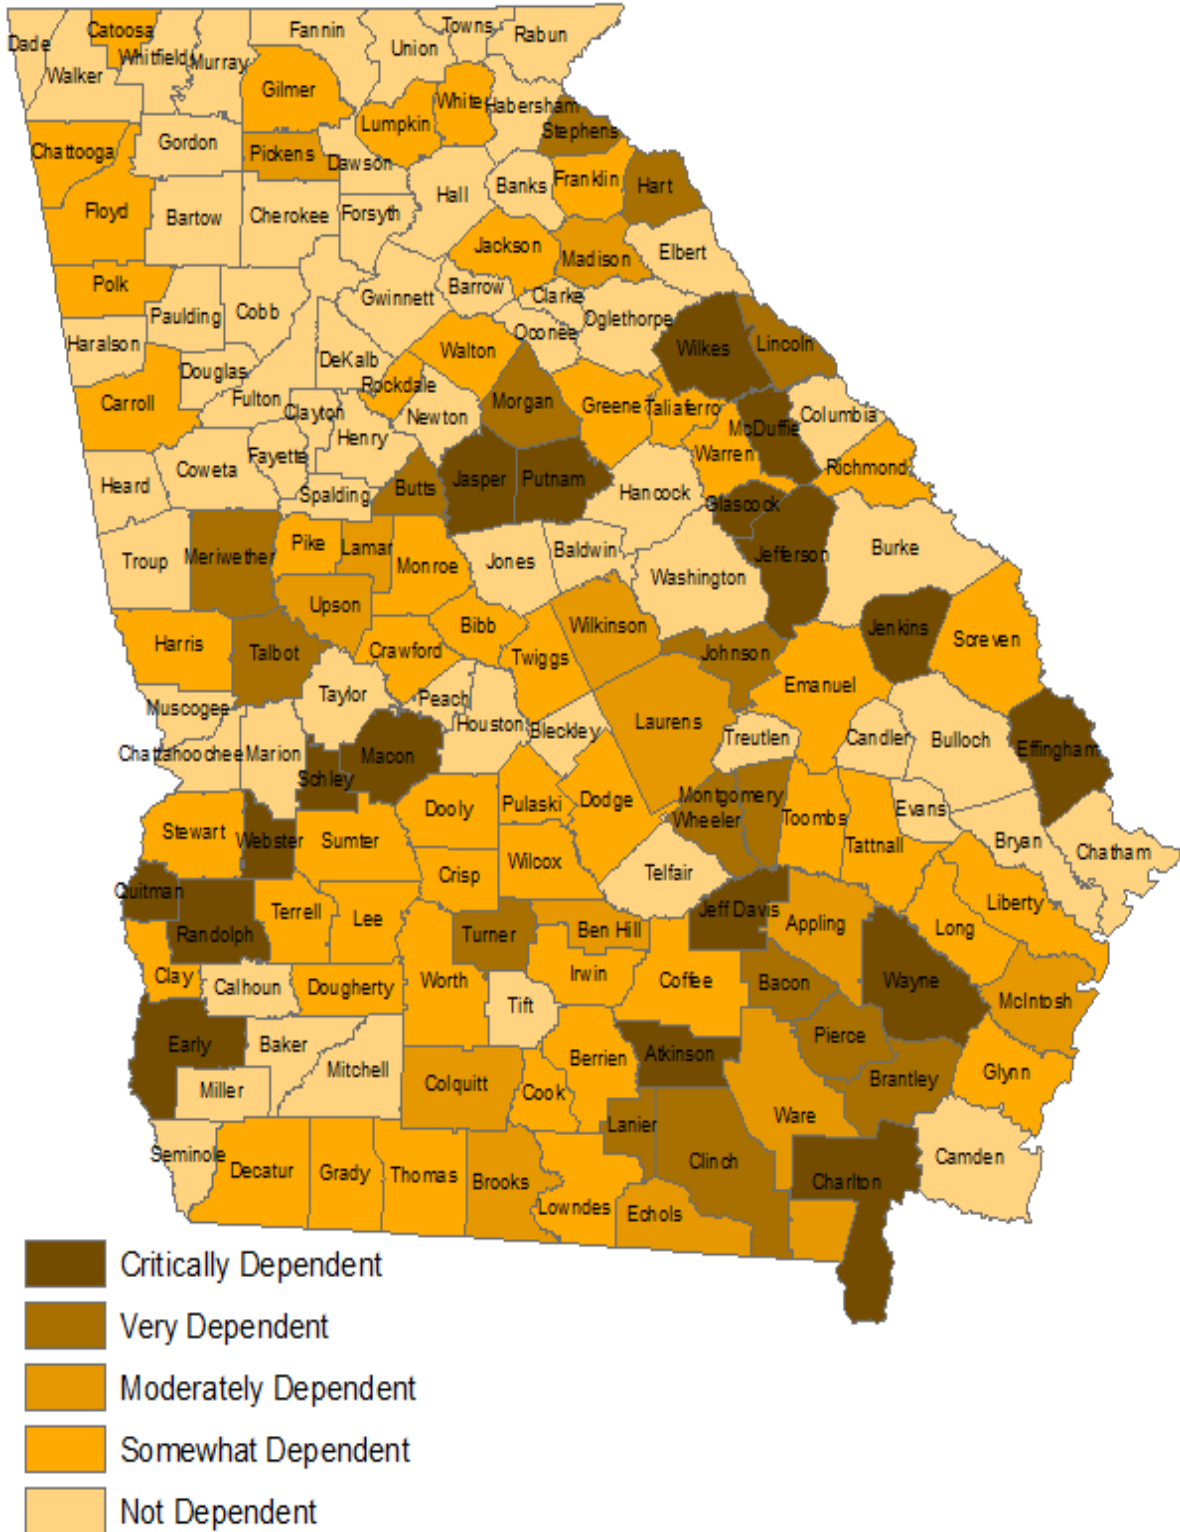 Dade
Catoosa
Whitfield
Walker
Murray
Fannin
Union
Towns
Rabun
Gilmer
White
Habersham
Lumpkin
Stephens
Chattooga
Gordon
Pickens
Dawson
Hall
Banks
Franklin
Hart
Floyd
Bartow
Cherokee
Forsyth
Jackson
Madison
Elbert
Polk
Paulding
Cobb
Gwinnett
Barrow
Clarke
Oconee
Oglethorpe
Haralson
Douglas
DeKalb
Walton
Wilkes
Lincoln
Carroll
Fulton
Clayton
Rockdale
Newton
Morgan
Greene
Taliaferro
McDuffie
Columbia
Heard
Coweta
Fayette
Henry
Spalding
Butts
Jasper
Putnam
Hancock
Warren
Richmond
Glascock
Troup
Meriwether
Pike
Lamar
Monroe
Jones
Baldwin
Washington
Jefferson
Burke
Upson
Harris
Talbot
Crawford
Bibb
Twiggs
Wilkinson
Johnson
Jenkins
Screven
Emanuel
Taylor
Peach
Houston
Bleckley
Laurens
Treutlen
Candler
Bulloch
Effingham
Muscogee
Chattahoochee
Marion
Schley
Macon
Dooly
Pulaski
Dodge
Montgomery
Wheeler
Toombs
Tattnall
Evans
Bryan
Chatham
Stewart
Webster
Sumter
Crisp
Wilcox
Telfair
Quitman
Randolph
Terrell
Lee
Turner
Ben Hill
Jeff Davis
Appling
Long
Liberty
Clay
Calhoun
Dougherty
Worth
Tift
Irwin
Coffee
Bacon
Wayne
McIntosh
Early
Baker
Mitchell
Miller
Colquitt
Cook
Berrien
Atkinson
Pierce
Brantley
Glynn
Ware
Lanier
Clinch
Charlton
Camden
Seminole
Decatur
Grady
Thomas
Brooks
Lowndes
Echols
Critically Dependent
Very Dependent
Moderately Dependent
Somewhat Dependent
Not Dependent